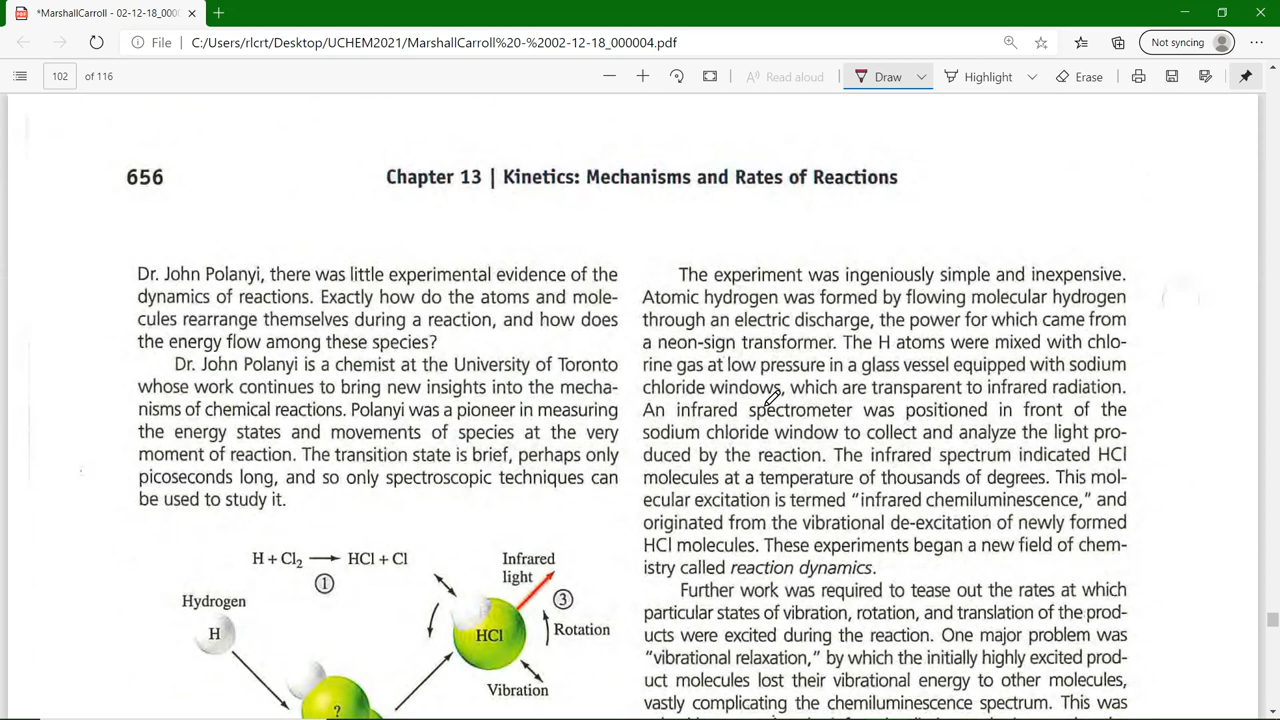 *MarshallCarroll - 02-12-18_000
File
C:/Users/rlcrt/Desktop/UCHEM2021/MarshallCarroll%20-%2002-12-18_000004.pdf
Not syncing
102 of 116
Read aloud
Draw
Highlight
Erase
656
Chapter 13 | Kinetics: Mechanisms and Rates of Reactions
Dr. John Polanyi, there was little experimental evidence of the
dynamics of reactions. Exactly how do the atoms and mole-
cules rearrange themselves during a reaction, and how does
the energy flow among these species?
Dr. John Polanyi is a chemist at the University of Toronto
whose work continues to bring new insights into the mecha-
nisms of chemical reactions. Polanyi was a pioneer in measuring
the energy states and movements of species at the very
moment of reaction. The transition state is brief, perhaps only
picoseconds long, and so only spectroscopic techniques can
be used to study it.
H + Cl₂ ⟶ HCl + Cl
①
Hydrogen
H
?
HCl
Infrared
light
③
Rotation
Vibration
The experiment was ingeniously simple and inexpensive.
Atomic hydrogen was formed by flowing molecular hydrogen
through an electric discharge, the power for which came from
a neon-sign transformer. The H atoms were mixed with chlo-
rine gas at low pressure in a glass vessel equipped with sodium
chloride windows, which are transparent to infrared radiation.
An infrared spectrometer was positioned in front of the
sodium chloride window to collect and analyze the light pro-
duced by the reaction. The infrared spectrum indicated HCl
molecules at a temperature of thousands of degrees. This mol-
ecular excitation is termed “infrared chemiluminescence,” and
originated from the vibrational de-excitation of newly formed
HCl molecules. These experiments began a new field of chem-
istry called reaction dynamics.
Further work was required to tease out the rates at which
particular states of vibration, rotation, and translation of the prod-
ucts were excited during the reaction. One major problem was
“vibrational relaxation,” by which the initially highly excited prod-
uct molecules lost their vibrational energy to other molecules,
vastly complicating the chemiluminescence spectrum. This was